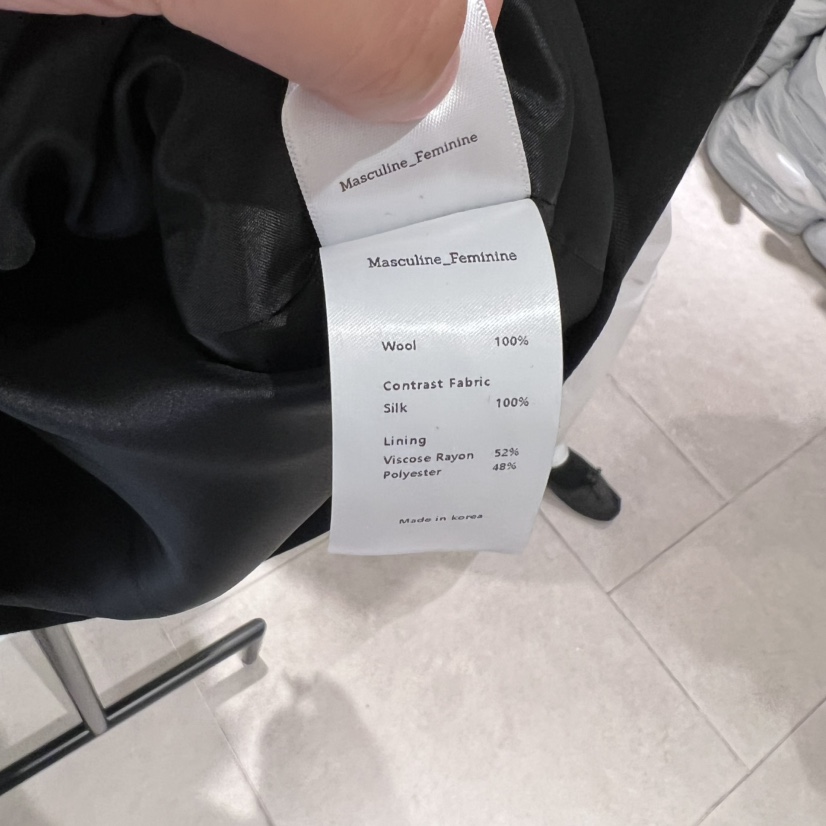 Masculine_Feminine
Masculine_Feminine
Wool 100%
Contrast Fabric
Silk 100%
Lining
Viscose Rayon 52%
Polyester 48%
Made in korea